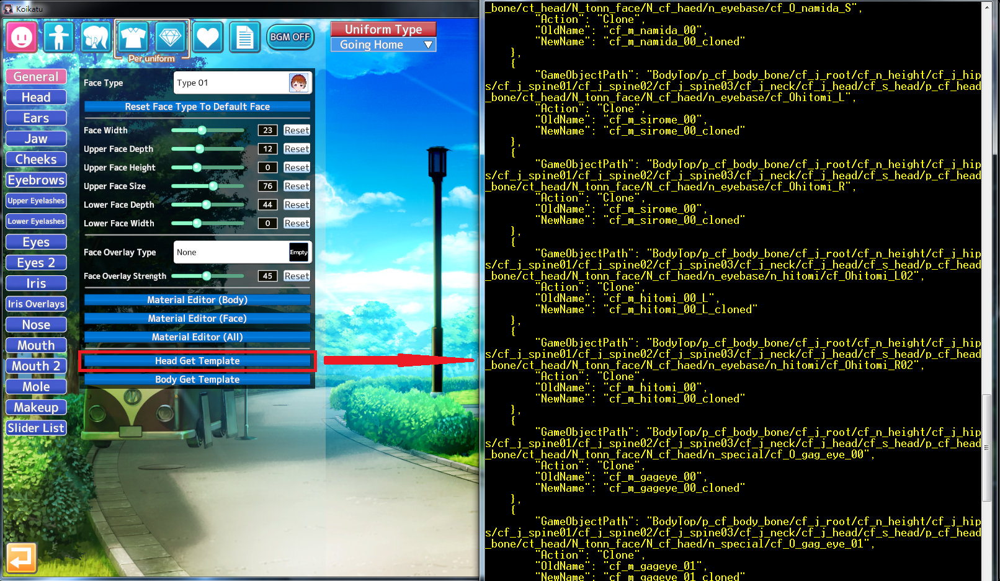 Koikatu
BGM OFF
Per uniform
Uniform Type
Going Home
General
Head
Ears
Jaw
Cheeks
Eyebrows
Upper Eyelashes
Lower Eyelashes
Eyes
Eyes 2
Iris
Iris Overlays
Nose
Mouth
Mouth 2
Mole
Makeup
Slider List
Face Type
Type 01
Reset Face Type To Default Face
Face Width 23 Reset
Upper Face Depth 12 Reset
Upper Face Height 0 Reset
Upper Face Size 76 Reset
Lower Face Depth 44 Reset
Lower Face Width 0 Reset
Face Overlay Type None Empty
Face Overlay Strength 45 Reset
Material Editor (Body)
Material Editor (Face)
Material Editor (All)
Head Get Template
Body Get Template
_bone/ct_head/N_tonn_face/N_cf_haed/n_eyebase/cf_O_namida_S",
"Action": "Clone",
"OldName": "cf_m_namida_00",
"NewName": "cf_m_namida_00_cloned"
},
{
"GameObjectPath": "BodyTop/p_cf_body_bone/cf_j_root/cf_n_height/cf_j_hip
s/cf_j_spine01/cf_j_spine02/cf_j_spine03/cf_j_neck/cf_j_head/cf_s_head/p_cf_head
_bone/ct_head/N_tonn_face/N_cf_haed/n_eyebase/cf_Ohitomi_L",
"Action": "Clone",
"OldName": "cf_m_sirome_00",
"NewName": "cf_m_sirome_00_cloned"
},
{
"GameObjectPath": "BodyTop/p_cf_body_bone/cf_j_root/cf_n_height/cf_j_hip
s/cf_j_spine01/cf_j_spine02/cf_j_spine03/cf_j_neck/cf_j_head/cf_s_head/p_cf_head
_bone/ct_head/N_tonn_face/N_cf_haed/n_eyebase/cf_Ohitomi_R",
"Action": "Clone",
"OldName": "cf_m_sirome_00",
"NewName": "cf_m_sirome_00_cloned"
},
{
"GameObjectPath": "BodyTop/p_cf_body_bone/cf_j_root/cf_n_height/cf_j_hip
s/cf_j_spine01/cf_j_spine02/cf_j_spine03/cf_j_neck/cf_j_head/cf_s_head/p_cf_head
_bone/ct_head/N_tonn_face/N_cf_haed/n_eyebase/n_hitomi/cf_Ohitomi_L02",
"Action": "Clone",
"OldName": "cf_m_hitomi_00_L",
"NewName": "cf_m_hitomi_00_L_cloned"
},
{
"GameObjectPath": "BodyTop/p_cf_body_bone/cf_j_root/cf_n_height/cf_j_hip
s/cf_j_spine01/cf_j_spine02/cf_j_spine03/cf_j_neck/cf_j_head/cf_s_head/p_cf_head
_bone/ct_head/N_tonn_face/N_cf_haed/n_eyebase/n_hitomi/cf_Ohitomi_R02",
"Action": "Clone",
"OldName": "cf_m_hitomi_00",
"NewName": "cf_m_hitomi_00_cloned"
},
{
"GameObjectPath": "BodyTop/p_cf_body_bone/cf_j_root/cf_n_height/cf_j_hip
s/cf_j_spine01/cf_j_spine02/cf_j_spine03/cf_j_neck/cf_j_head/cf_s_head/p_cf_head
_bone/ct_head/N_tonn_face/N_cf_haed/n_special/cf_O_gag_eye_00",
"Action": "Clone",
"OldName": "cf_m_gageye_00",
"NewName": "cf_m_gageye_00_cloned"
},
{
"GameObjectPath": "BodyTop/p_cf_body_bone/cf_j_root/cf_n_height/cf_j_hip
s/cf_j_spine01/cf_j_spine02/cf_j_spine03/cf_j_neck/cf_j_head/cf_s_head/p_cf_head
_bone/ct_head/N_tonn_face/N_cf_haed/n_special/cf_O_gag_eye_01",
"Action": "Clone",
"OldName": "cf_m_gageye_01",
"NewName": "cf_m_gageye_01_cloned"